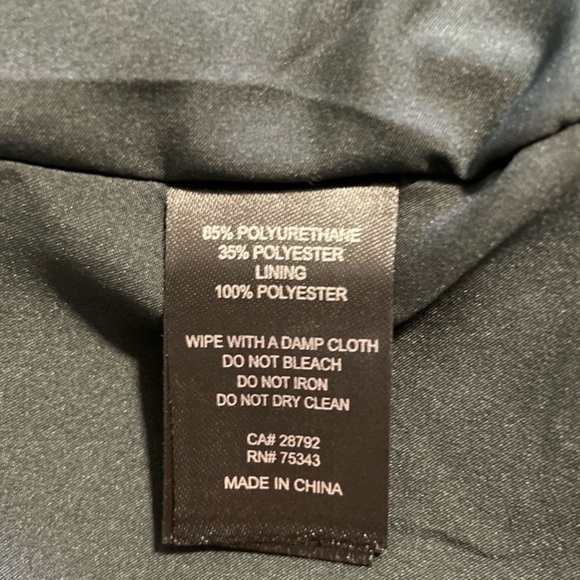 65% POLYURETHANE
35% POLYESTER
LINING
100% POLYESTER
WIPE WITH A DAMP CLOTH
DO NOT BLEACH
DO NOT IRON
DO NOT DRY CLEAN
CA# 28792
RN# 75343
MADE IN CHINA